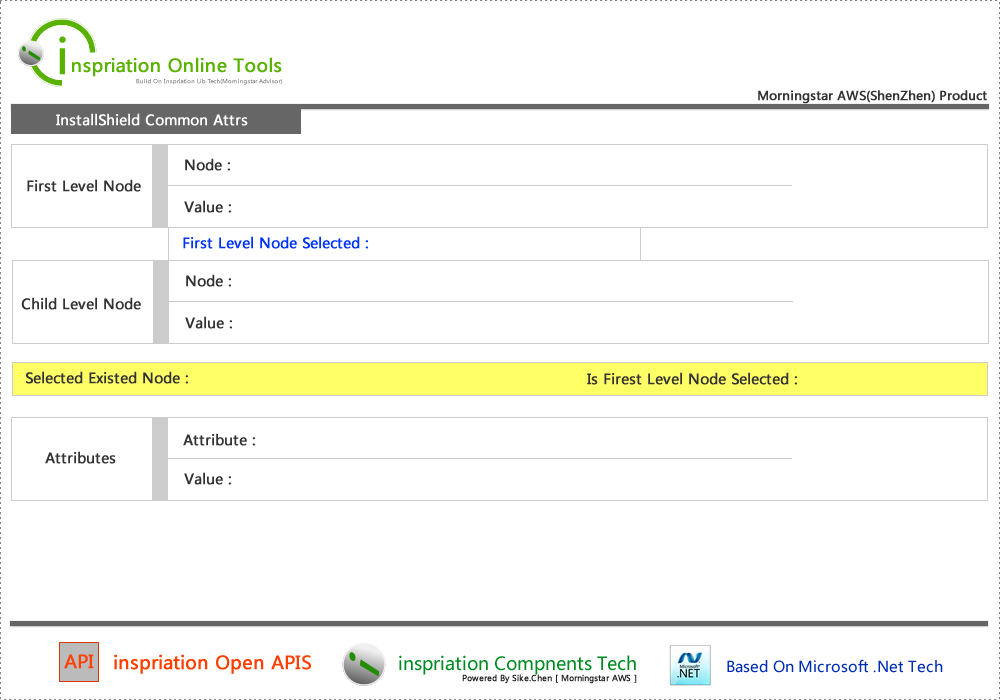 inspriation Online Tools
Build On Inspriation Lib Tech(Morningstar Advisor)
Morningstar AWS(ShenZhen) Product
InstallShield Common Attrs
First Level Node
Node :
Value :
First Level Node Selected :
Child Level Node
Node :
Value :
Selected Existed Node :
Is Firest Level Node Selected :
Attributes
Attribute :
Value :
API
inspriation Open APIS
inspriation Compnents Tech
Powered By Sike.Chen [ Morningstar AWS ]
Microsoft
.NET
Based On Microsoft .Net Tech